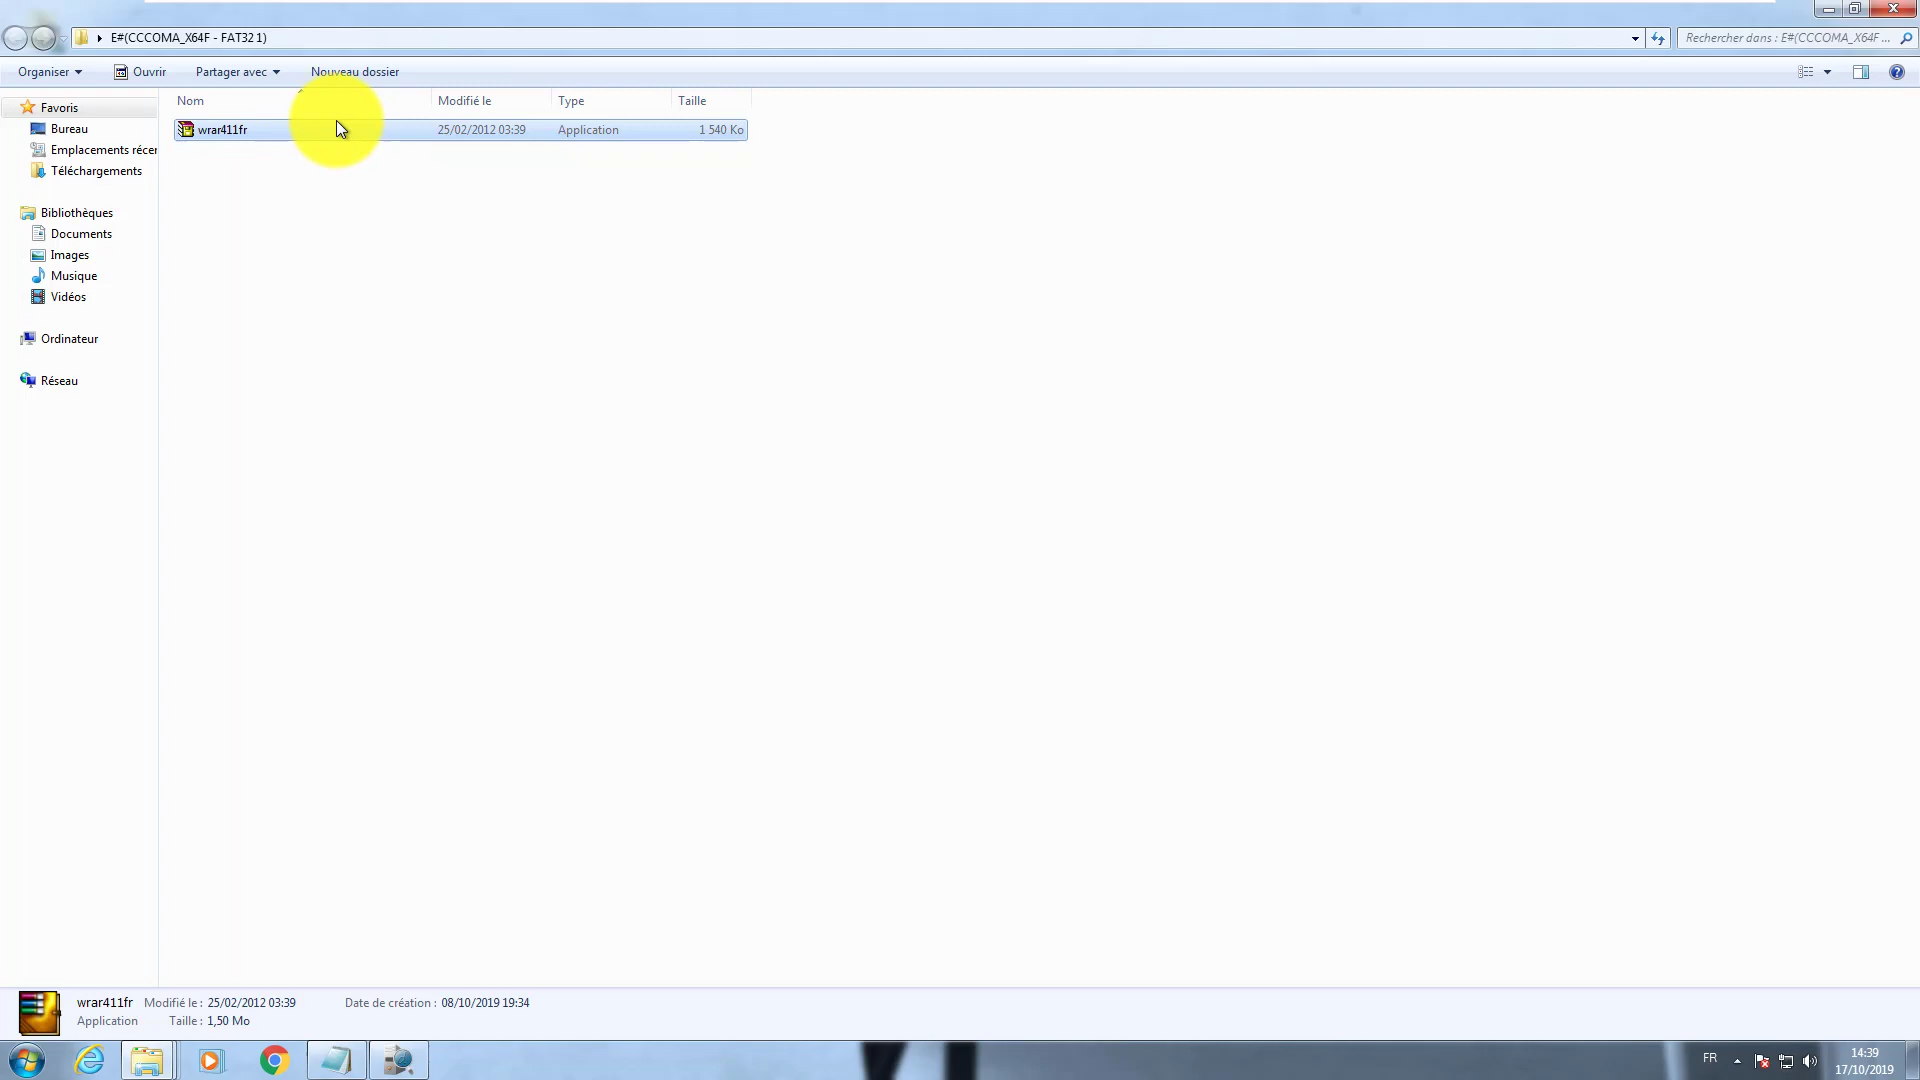 E#(CCCOMA_X64F - FAT32 1)
Rechercher dans : E#(CCCOMA_X64F ...
Organiser
Ouvrir
Partager avec
Nouveau dossier
Nom
Modifié le
Type
Taille
wrar411fr
25/02/2012 03:39
Application
1 540 Ko
Favoris
Bureau
Emplacements récer
Téléchargements
Bibliothèques
Documents
Images
Musique
Vidéos
Ordinateur
Réseau
wrar411fr
Modifié le : 25/02/2012 03:39
Date de création : 08/10/2019 19:34
Application
Taille : 1,50 Mo
FR
14:39
17/10/2019